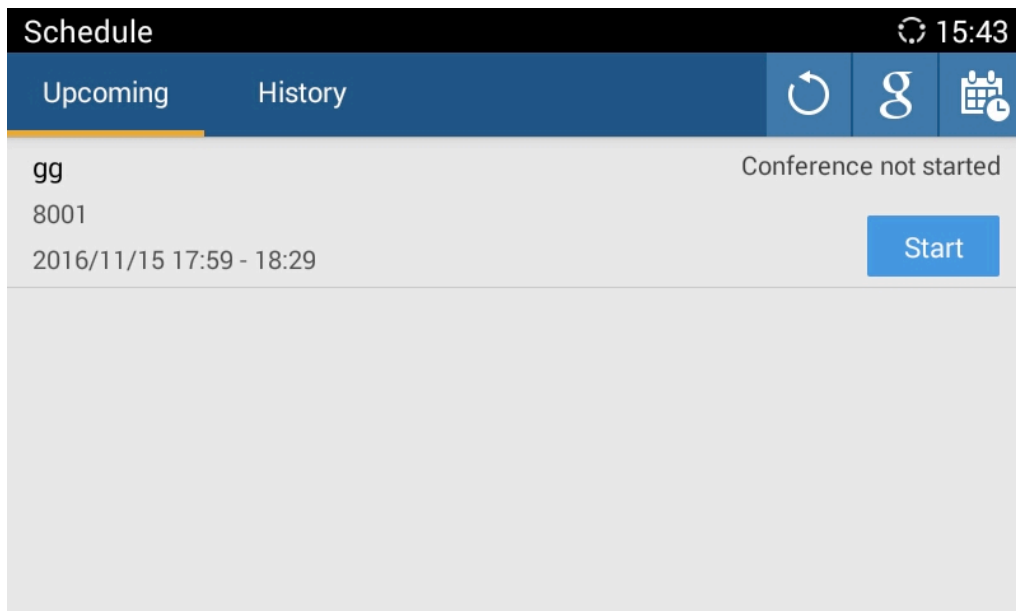 Schedule 15:43
Upcoming History g
gg Conference not started
8001
2016/11/15 17:59 - 18:29
Start